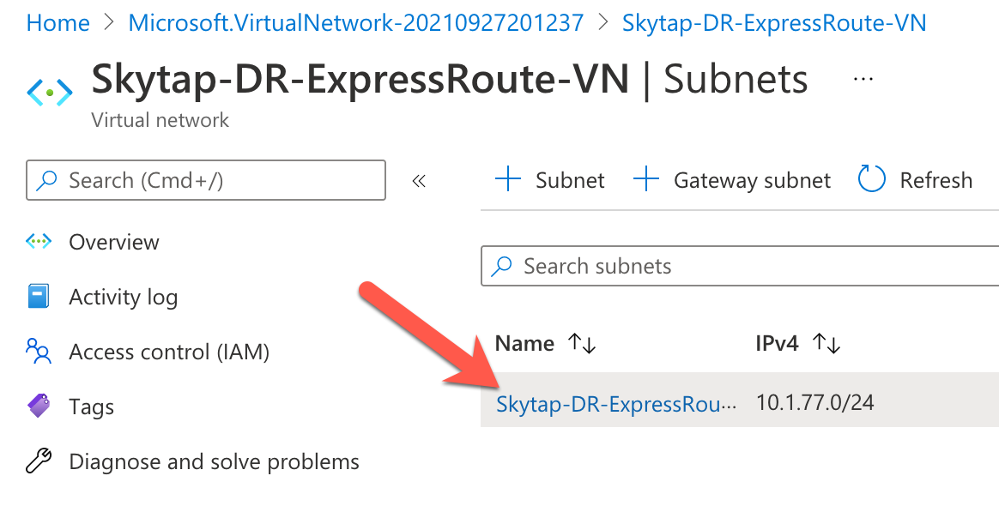 Home > Microsoft.VirtualNetwork-20210927201237 > Skytap-DR-ExpressRoute-VN
Skytap-DR-ExpressRoute-VN | Subnets ...
Virtual network
Search (Cmd+/) «
+ Subnet + Gateway subnet Refresh
Overview
Activity log
Access control (IAM)
Tags
Diagnose and solve problems
Search subnets
Name ↑↓ IPv4 ↑↓
Skytap-DR-ExpressRou... 10.1.77.0/24